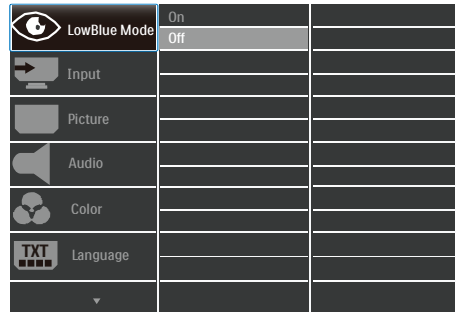 LowBlue Mode
On
Off
Input
Picture
Audio
Color
TXT
Language